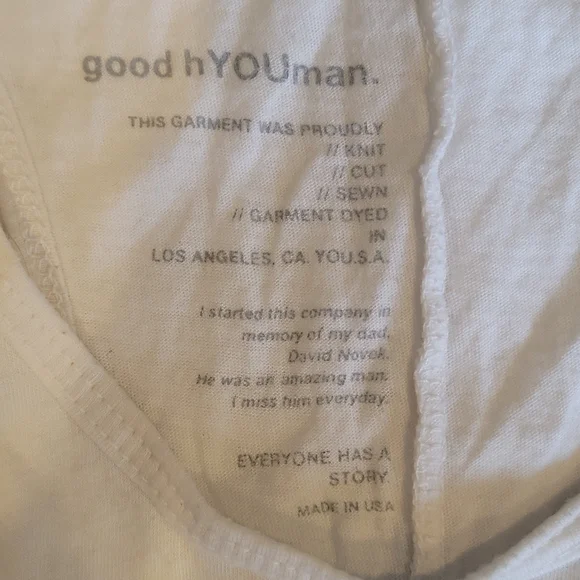 good hYOUman.
THIS GARMENT WAS PROUDLY
// KNIT
// CUT
// SEWN
// GARMENT DYED
IN
LOS ANGELES, CA. YOU.S.A.
I started this company in
memory of my dad,
David Novek.
He was an amazing man.
I miss him everyday.
EVERYONE HAS A
STORY.
MADE IN USA